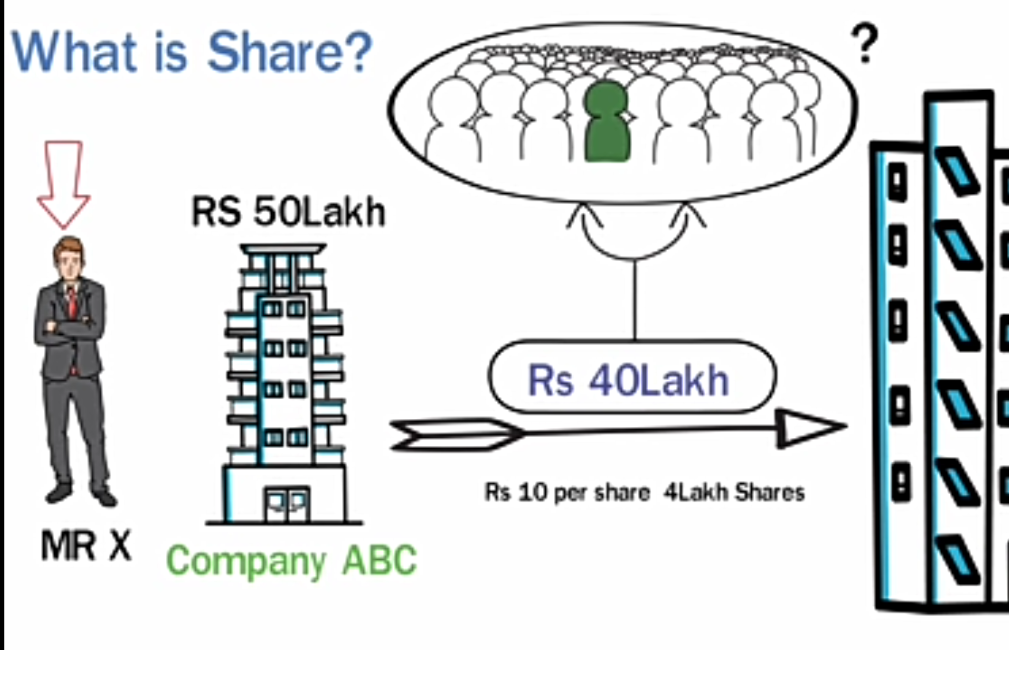 What is Share?
?
RS 50Lakh
Rs 40Lakh
Rs 10 per share 4Lakh Shares
MR X
Company ABC